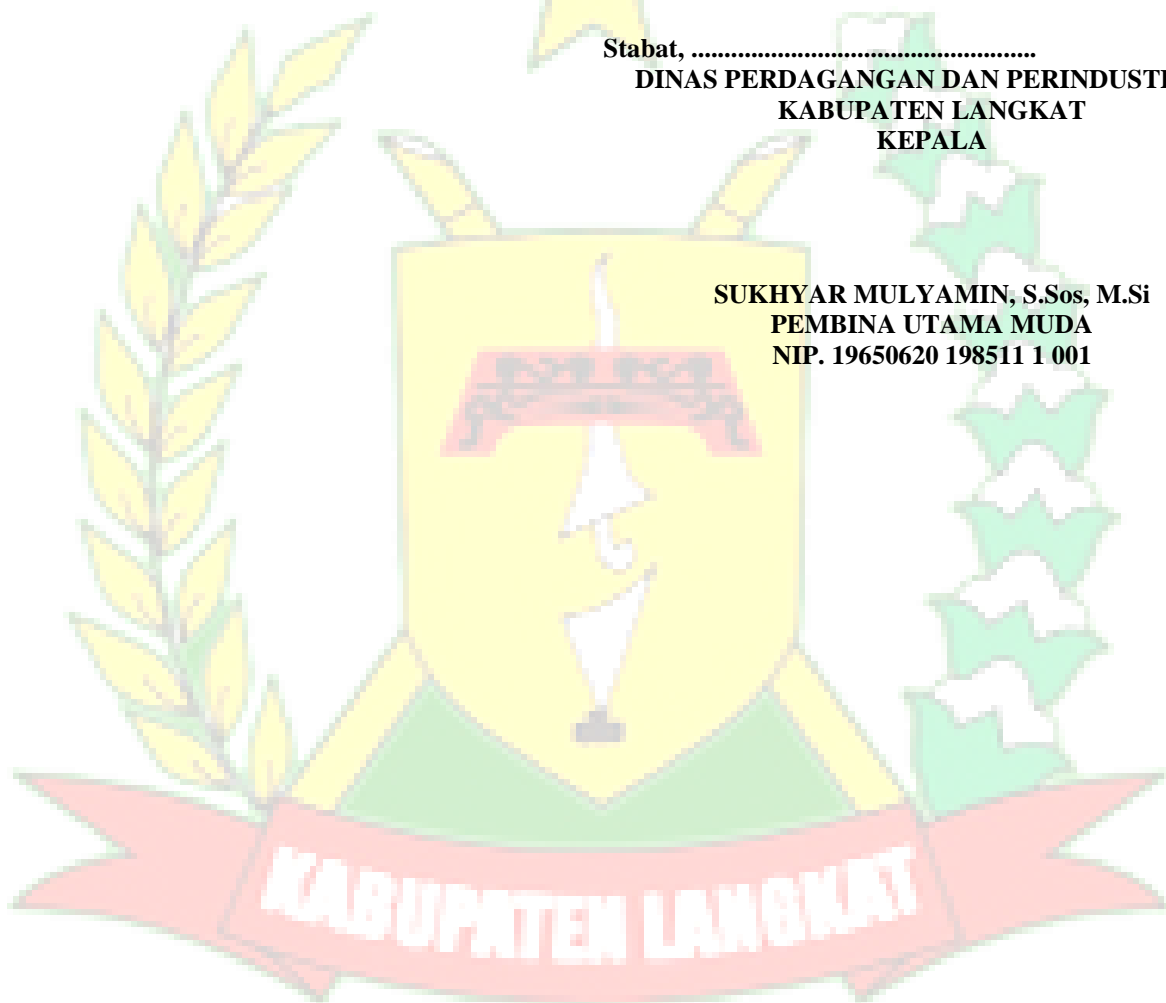 Stabat, .....................................................
DINAS PERDAGANGAN DAN PERINDUST
KABUPATEN LANGKAT
KEPALA
SUKHYAR MULYAMIN, S.Sos, M.Si
PEMBINA UTAMA MUDA
NIP. 19650620 198511 1 001
KABUPATEN LANGKAT